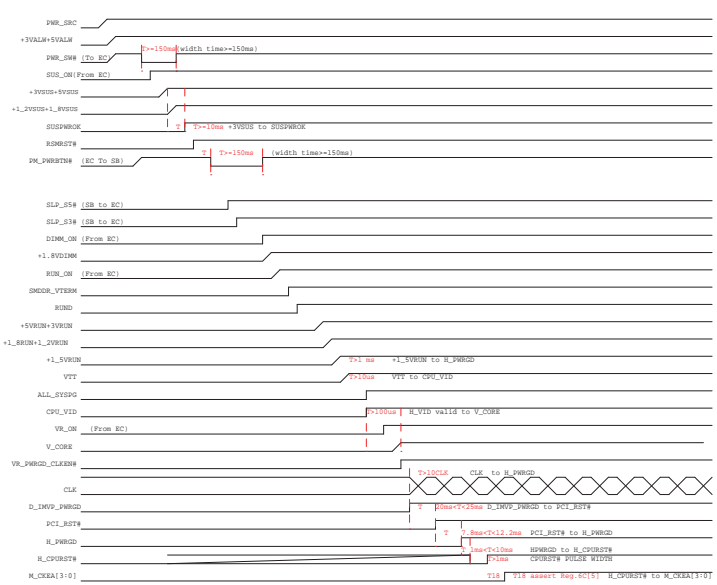 PWR_SRC
+3VALW+5VALW
PWR_SW# (To EC) T>=150ms(width time>=150ms)
SUS_ON(From EC)
+3VSUS+5VSUS
+1_2VSUS+1_8VSUS
SUSPWROK T T>=10ms +3VSUS to SUSPWROK
RSMRST#
PM_PWRBTN# (EC To SB) T T>=150ms (width time>=150ms)
SLP_S5# (SB to EC)
SLP_S3# (SB to EC)
DIMM_ON (From EC)
+1.8VDIMM
RUN_ON (From EC)
SMDDR_VTERM
RUND
+5VRUN+3VRUN
+1_8RUN+1_2VRUN
+1_5VRUN T>1 ms +1_5VRUN to H_PWRGD
VTT T>10us VTT to CPU_VID
ALL_SYSPG
CPU_VID T>100us H_VID valid to V_CORE
VR_ON (From EC)
V_CORE
VR_PWRGD_CLKEN#
CLK T>10CLK CLK to H_PWRGD
D_IMVP_PWRGD T 20ms<T<25ms D_IMVP_PWRGD to PCI_RST#
PCI_RST# T 7.8ms<T<12.2ms PCI_RST# to H_PWRGD
H_PWRGD T 1ms<T<10ms HPWRGD to H_CPURST#
H_CPURST# T>1ms CPURST# PULSE WIDTH
M_CKEA[3:0] T18 T18 assert Reg.6C[5] H_CPURST# to M_CKEA[3:0]